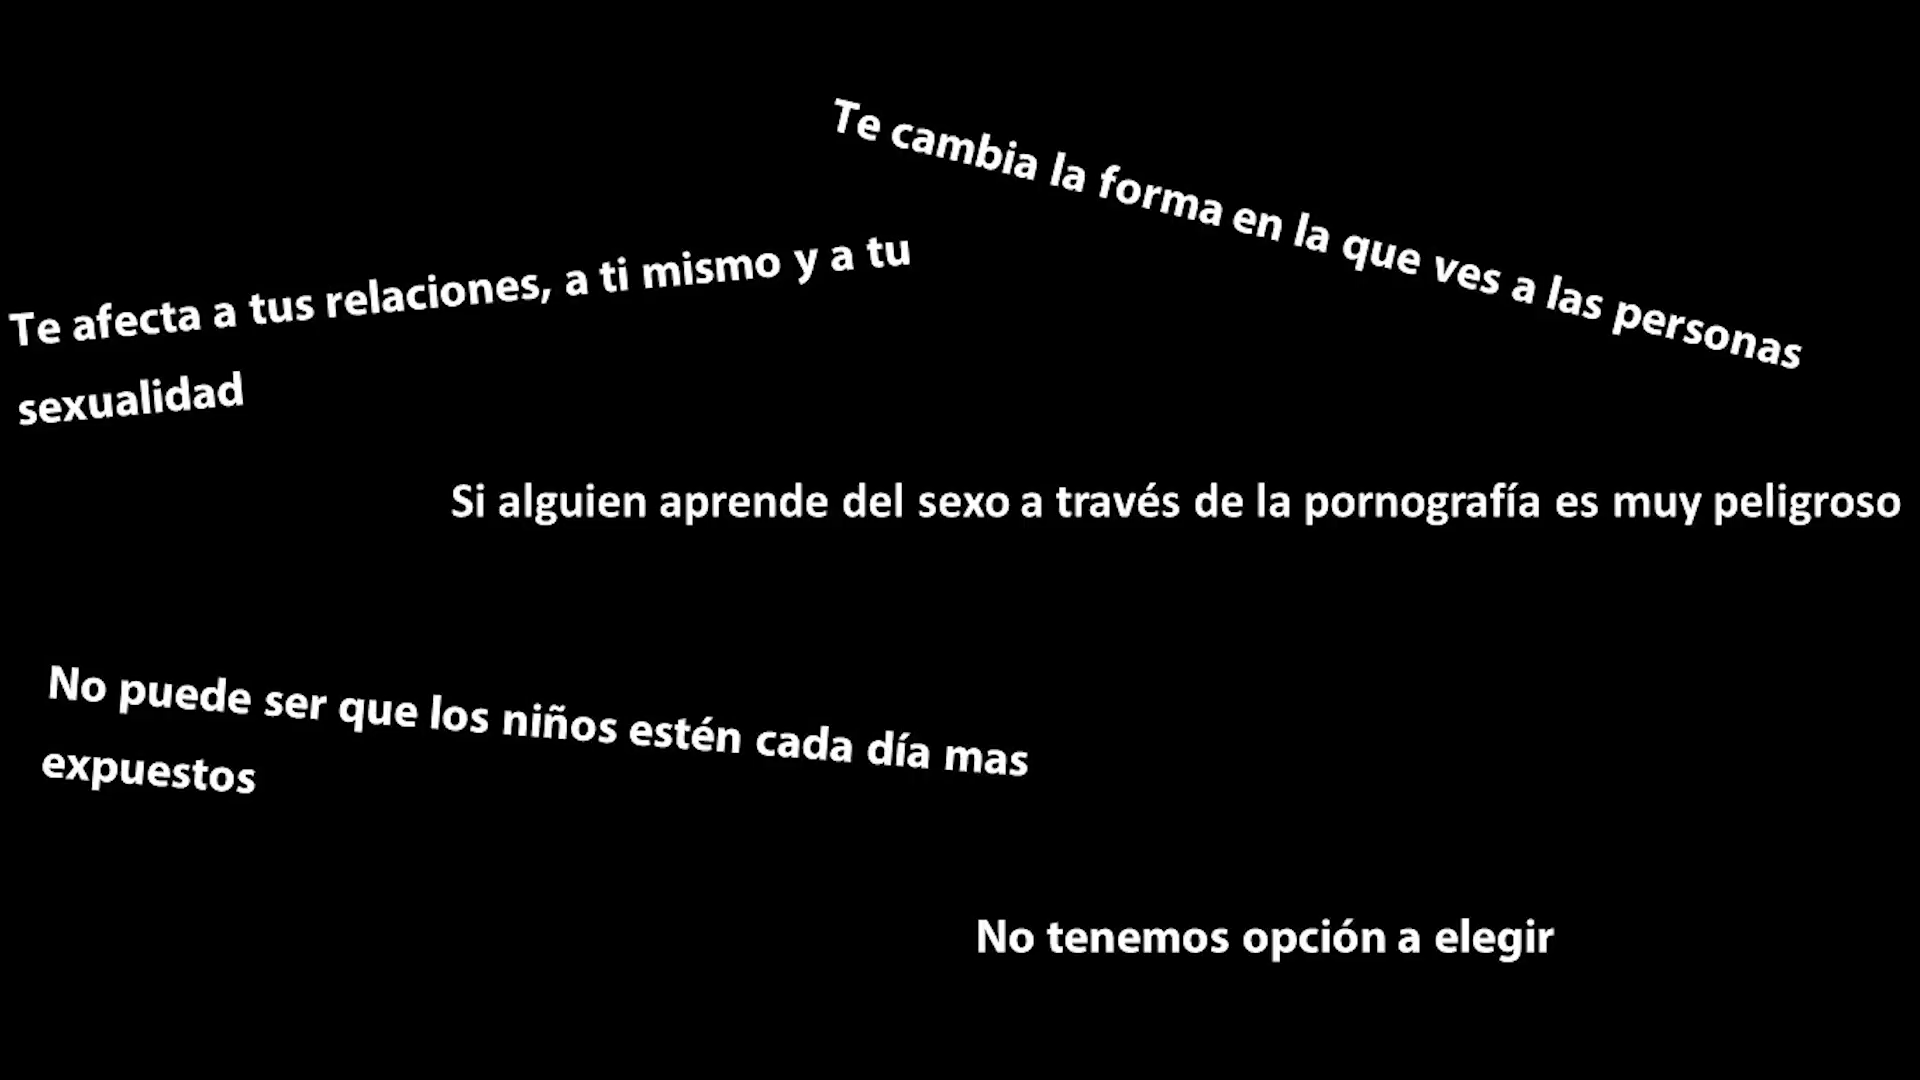 Te cambia la forma en la que ves a las personas
Te afecta a tus relaciones, a ti mismo y a tu
sexualidad
Si alguien aprende del sexo a través de la pornografía es muy peligroso
No puede ser que los niños estén cada día mas
expuestos
No tenemos opción a elegir